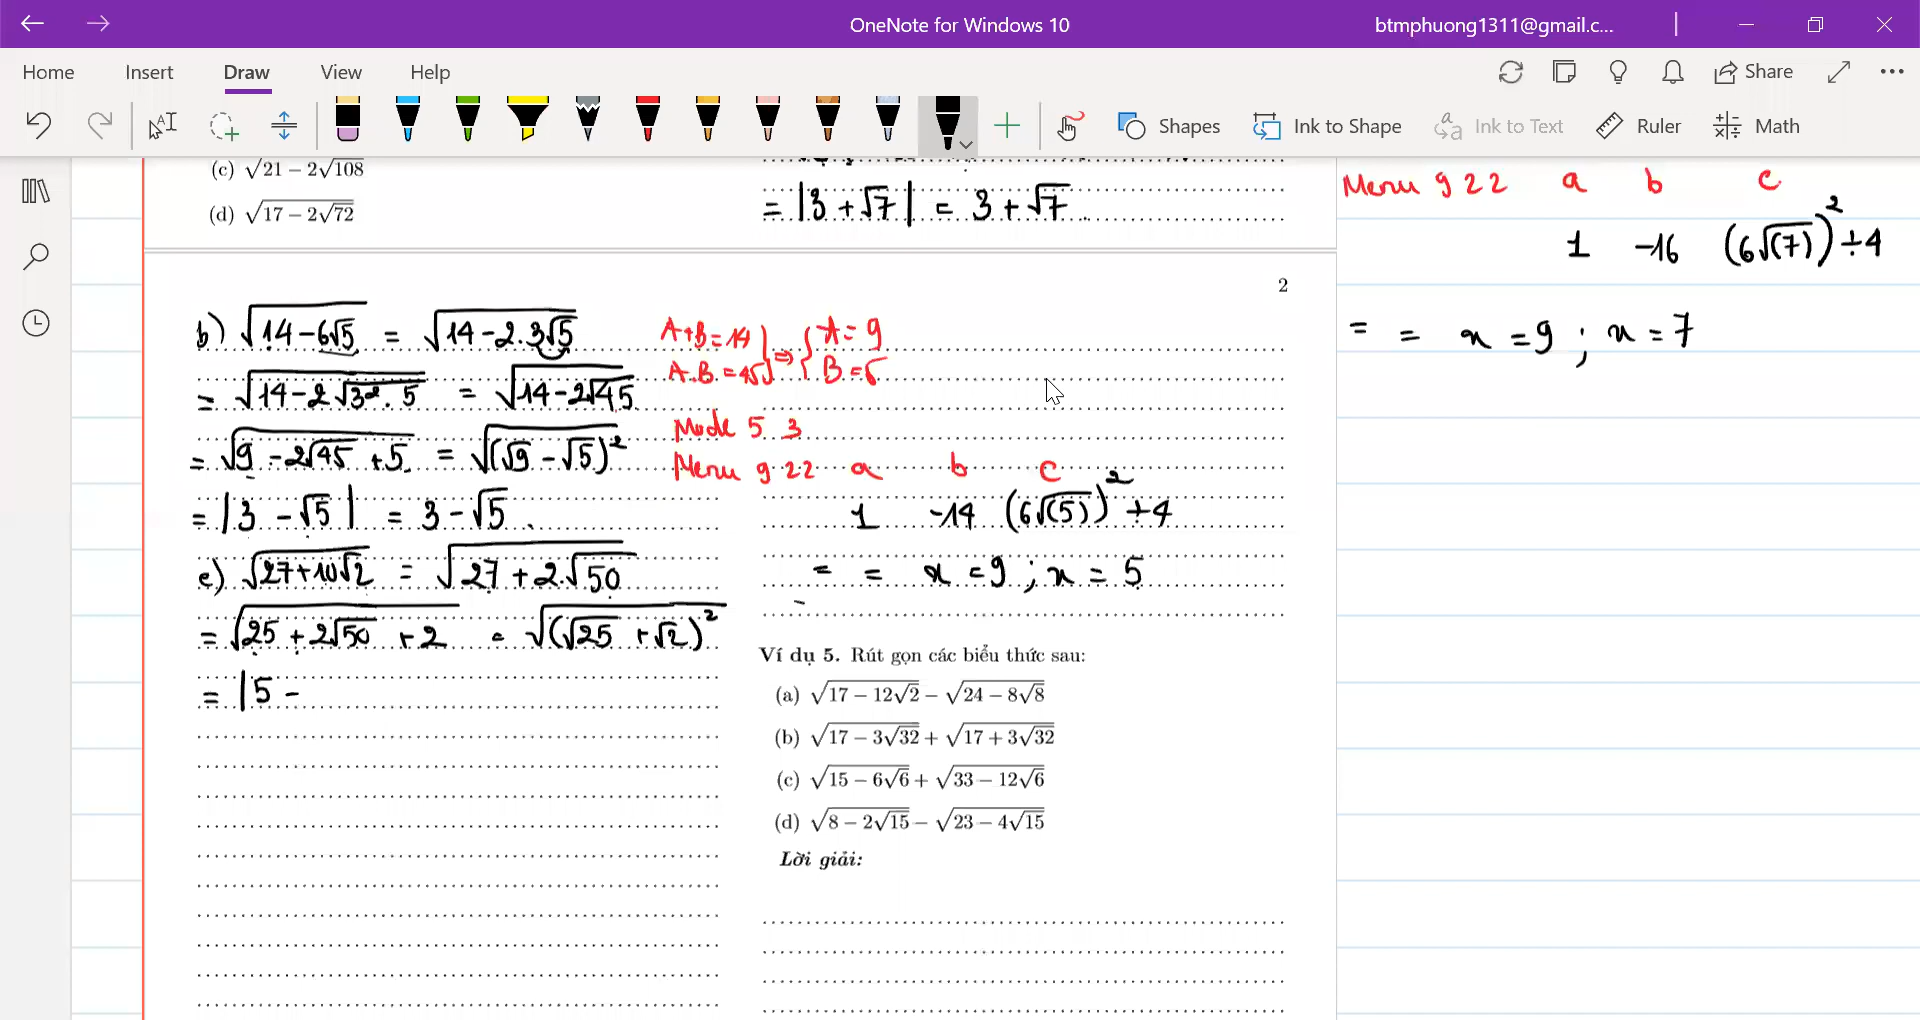 OneNote for Windows 10
btmphuong1311@gmail.c...
Home Insert Draw View Help
Share
Shapes Ink to Shape Ink to Text Ruler Math
(c) √(21 − 2√108)
(d) √(17 − 2√72)
= |3 + √7| = 3 + √7.
Menu 9 2 2 a b c
1 -16 (6√(7))² ÷ 4
= = x = 9 ; x = 7
2
b) √(14 − 6√5) = √(14 − 2.3√5)
= √(14 − 2√(3².5)) = √(14 − 2√45)
= √(9 − 2√45 + 5) = √((√9 − √5)²)
= |3 − √5| = 3 − √5.
e) √(27 + 10√2) = √(27 + 2.√50)
= √(25 + 2√50 + 2) = √((√25 + √2)²)
= |5 −
A + B = 14 } ⇒ { A = 9
A.B = 45 } { B = 5
Mode 5 3
Menu 9 2 2 a b c
1 -14 (6√(5))² ÷ 4
= = x = 9 ; x = 5
Ví dụ 5. Rút gọn các biểu thức sau:
(a) √(17 − 12√2) − √(24 − 8√8)
(b) √(17 − 3√32) + √(17 + 3√32)
(c) √(15 − 6√6) + √(33 − 12√6)
(d) √(8 − 2√15) − √(23 − 4√15)
Lời giải: